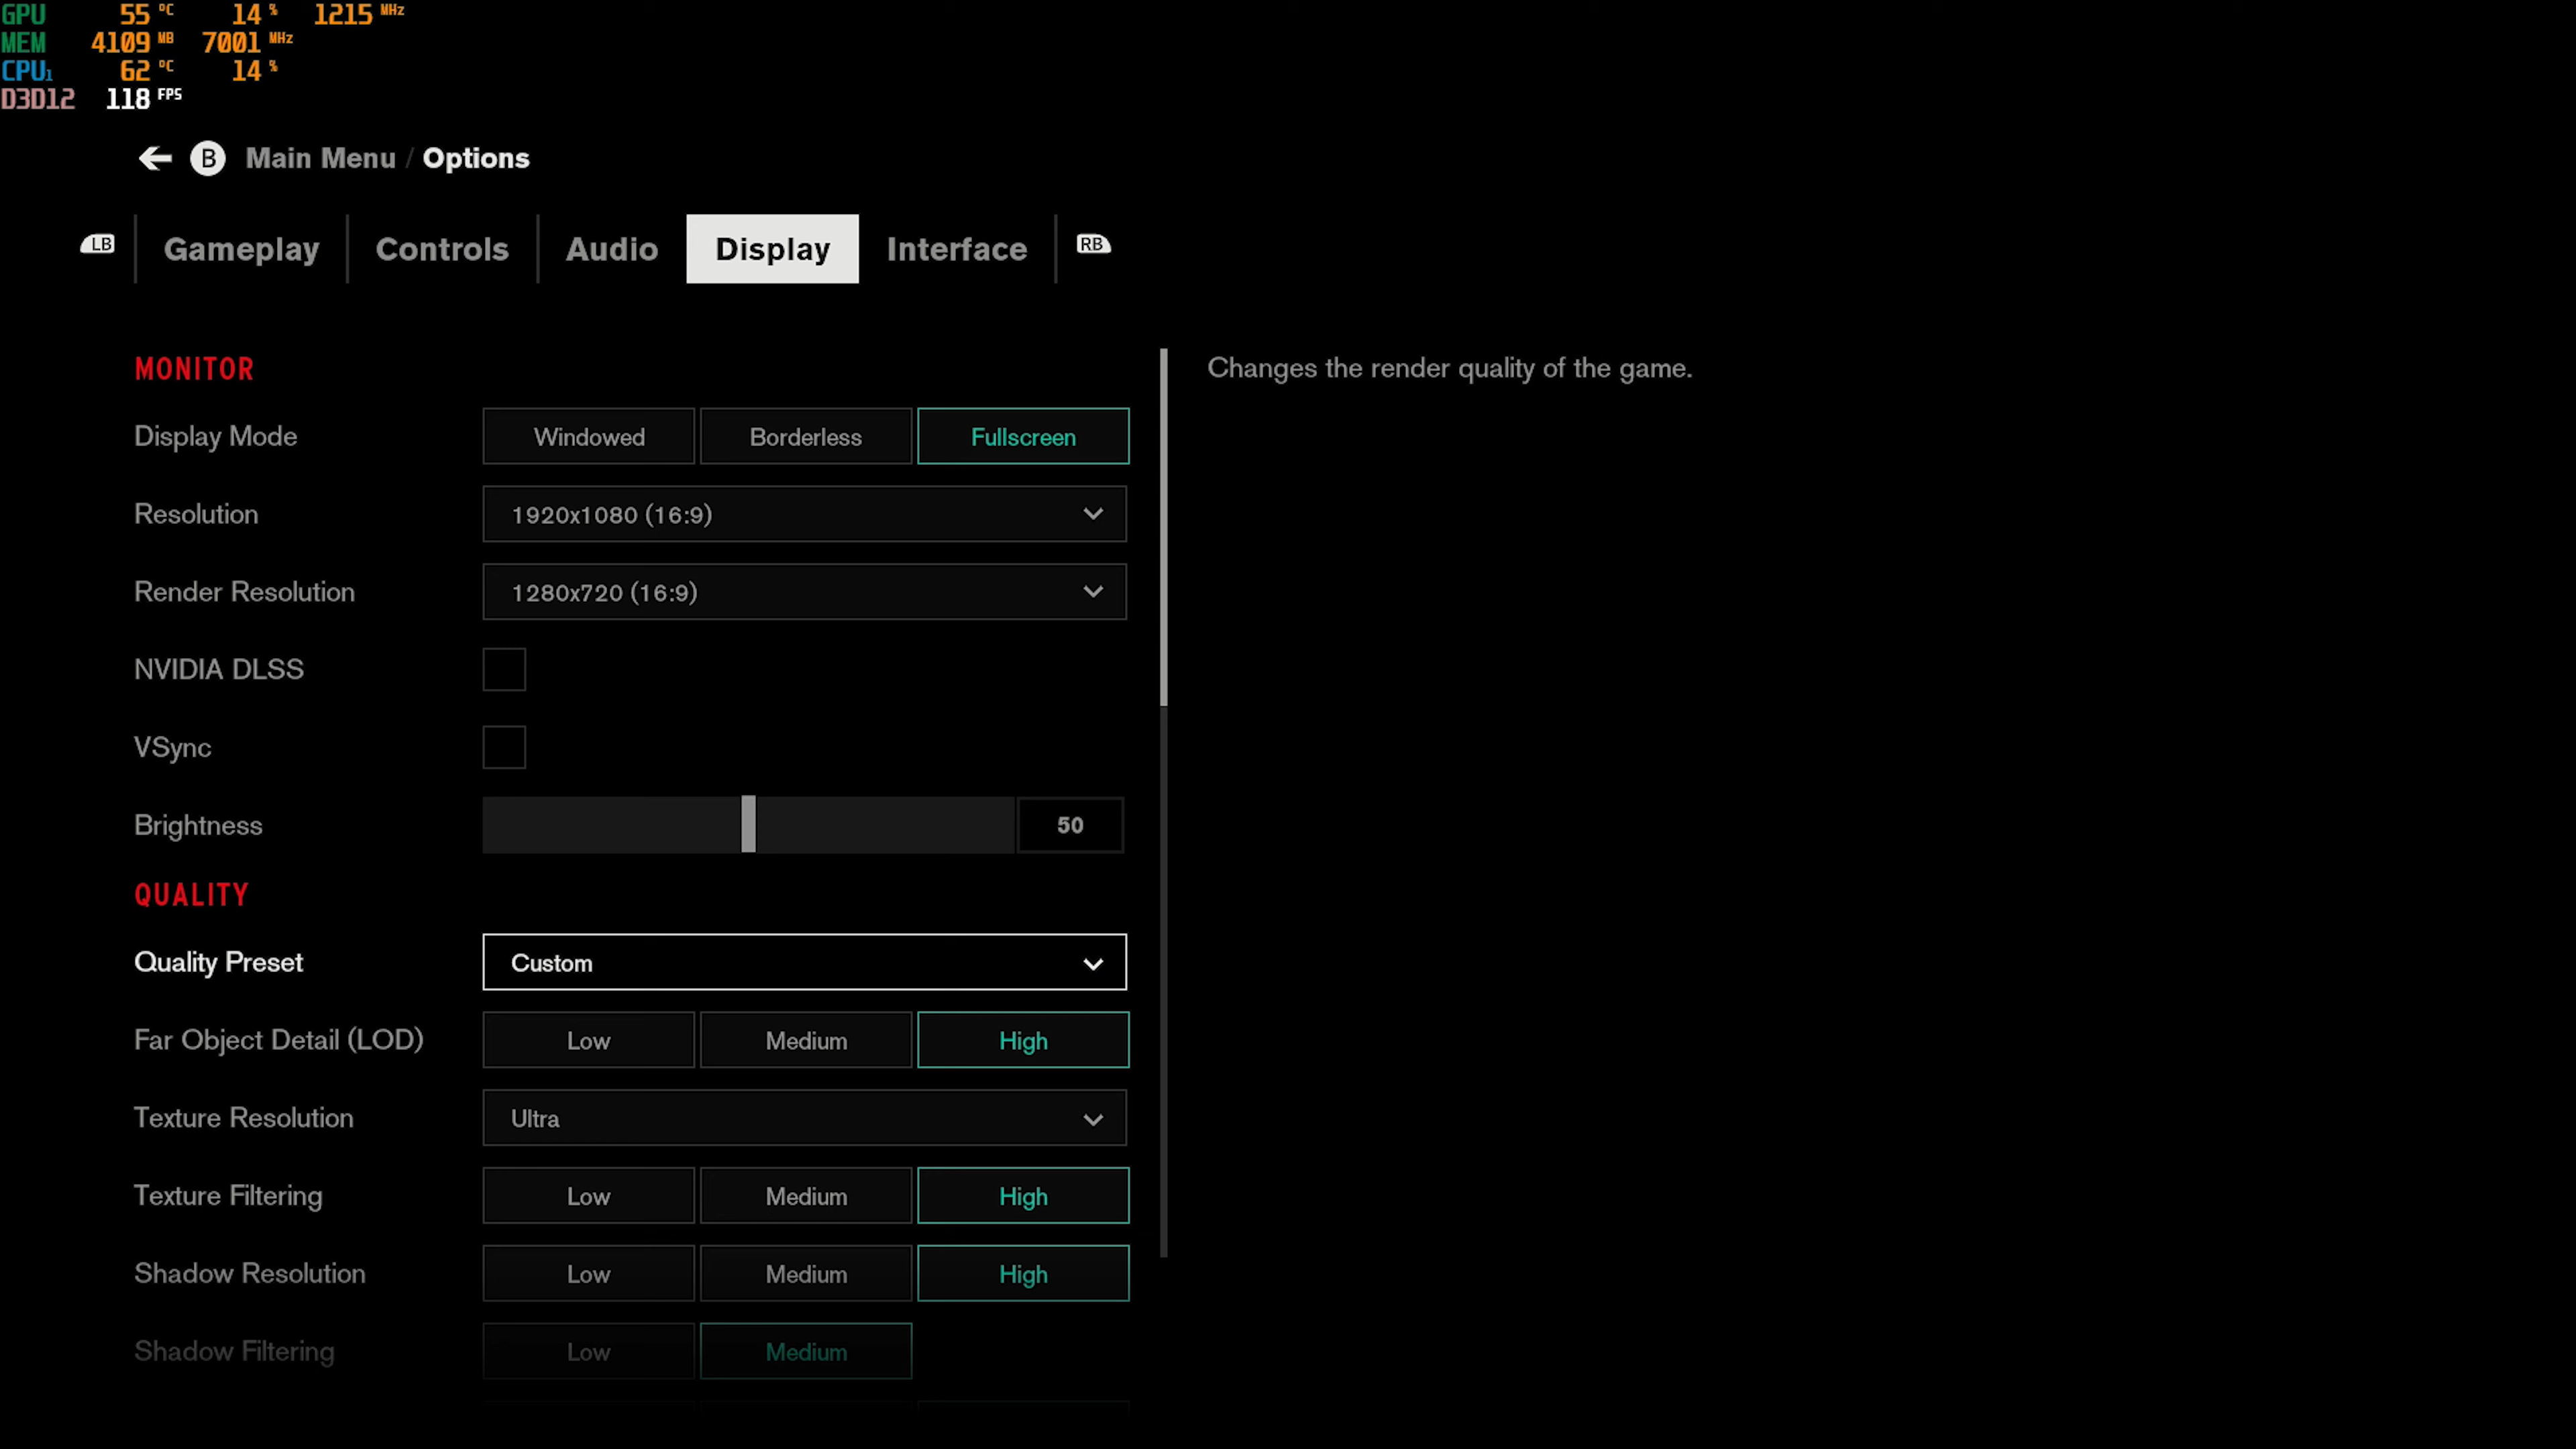 GPU 55 °C 14 % 1215 MHz
MEM 4109 MB 7001 MHz
CPU1 62 °C 14 %
D3D12 118 FPS
B Main Menu / Options
LB Gameplay Controls Audio Display Interface RB
MONITOR
Changes the render quality of the game.
Display Mode Windowed Borderless Fullscreen
Resolution 1920x1080 (16:9)
Render Resolution 1280x720 (16:9)
NVIDIA DLSS
VSync
Brightness 50
QUALITY
Quality Preset Custom
Far Object Detail (LOD) Low Medium High
Texture Resolution Ultra
Texture Filtering Low Medium High
Shadow Resolution Low Medium High
Shadow Filtering Low Medium